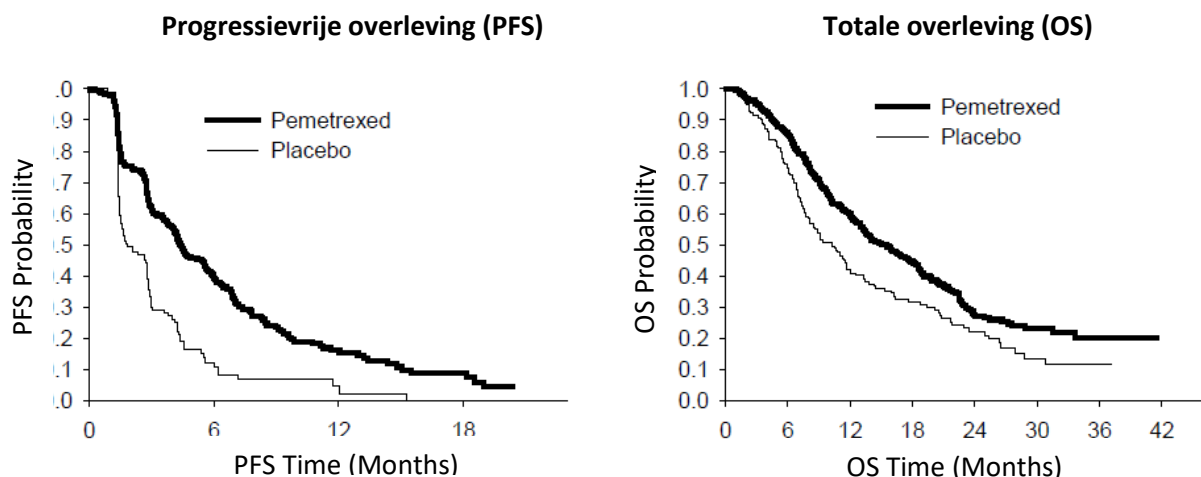 Progressievrije overleving (PFS)
PFS Probability
.0
.9
.8
.7
.6
.5
.4
.3
.2
.1
.0
Pemetrexed
Placebo
0 6 12 18
PFS Time (Months)
Totale overleving (OS)
OS Probability
1.0
0.9
0.8
0.7
0.6
0.5
0.4
0.3
0.2
0.1
0.0
Pemetrexed
Placebo
0 6 12 18 24 30 36 42
OS Time (Months)